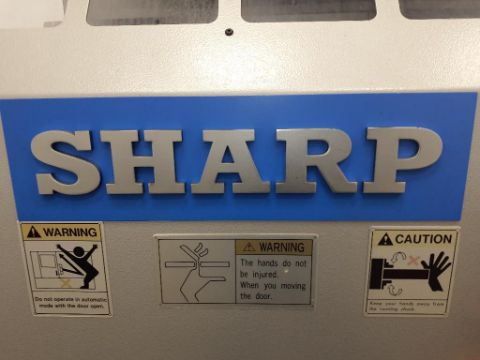 SHARP
WARNING
Do not operate in automatic
mode with the door open.
WARNING
The hands do not
be injured.
When you moving
the door.
CAUTION
Keep your hands away from
the running chuck.